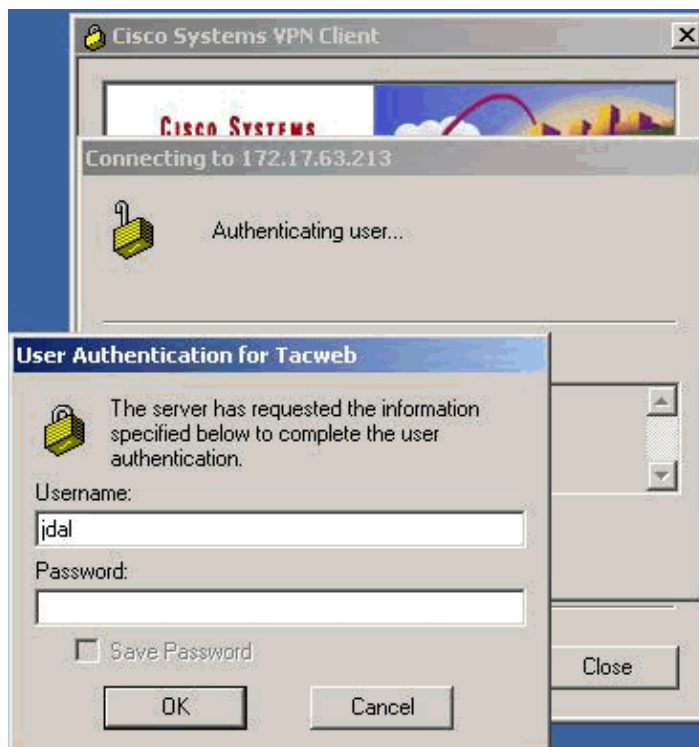 Cisco Systems VPN Client
CISCO SYSTEMS
Connecting to 172.17.63.213
Authenticating user...
User Authentication for Tacweb
The server has requested the information
specified below to complete the user
authentication.
Username:
jdal
Password:
Save Password
OK
Cancel
Close